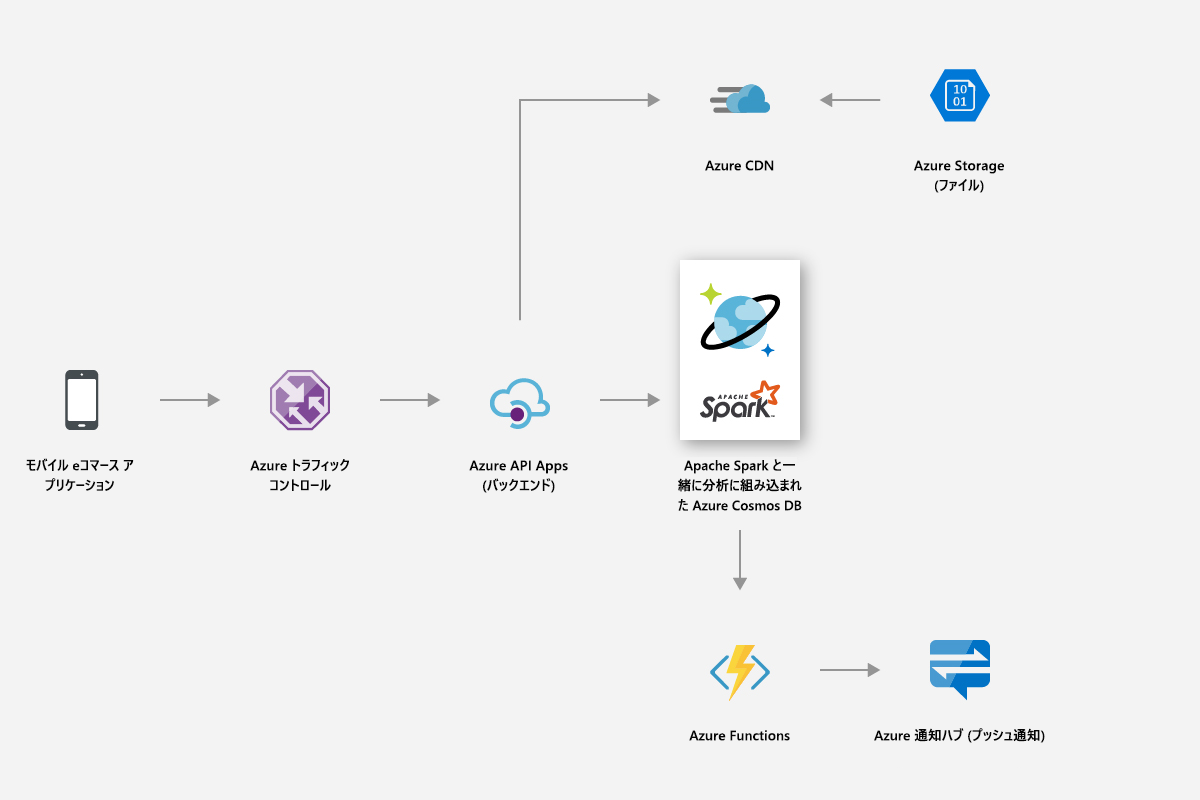 10
01
Azure CDN
Azure Storage
(ファイル)
APACHE
Spark™
モバイル eコマース ア
プリケーション
Azure トラフィック
コントロール
Azure API Apps
(バックエンド)
Apache Spark と一
緒に分析に組み込まれ
た Azure Cosmos DB
Azure Functions
Azure 通知ハブ (プッシュ通知)